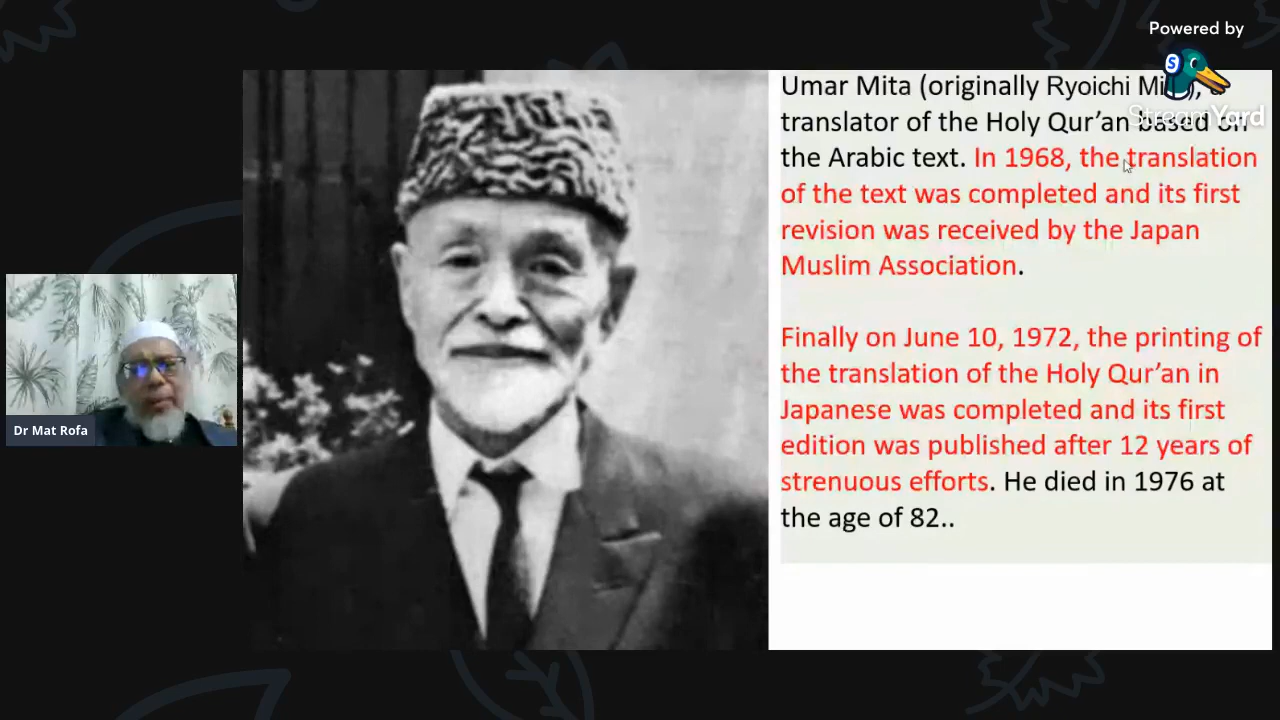 Powered by
StreamYard
Umar Mita (originally Ryoichi
translator of the Holy Qur’an based on
the Arabic text. In 1968, the translation
of the text was completed and its first
revision was received by the Japan
Muslim Association.
Finally on June 10, 1972, the printing of
the translation of the Holy Qur’an in
Japanese was completed and its first
edition was published after 12 years of
strenuous efforts. He died in 1976 at
the age of 82..
Dr Mat Rofa